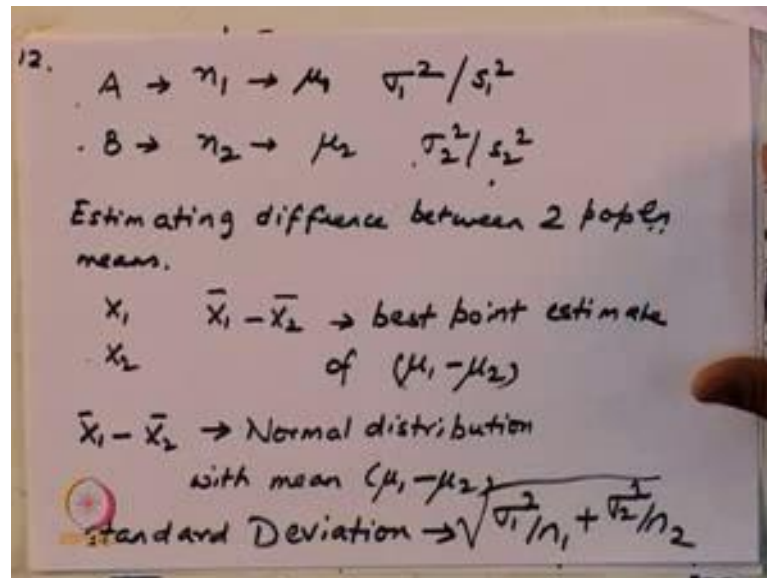 12.
A → n₁ → μ₁ σ₁²/s₁²
B → n₂ → μ₂ σ₂²/s₂²
Estimating diffrence between 2 popln
means.
X₁ X̄₁ - X̄₂ → best point estimate
X₂ of (μ₁-μ₂)
X̄₁ - X̄₂ → Normal distribution
with mean (μ₁-μ₂)
Standard Deviation → √σ₁²/n₁ + σ₂²/n₂